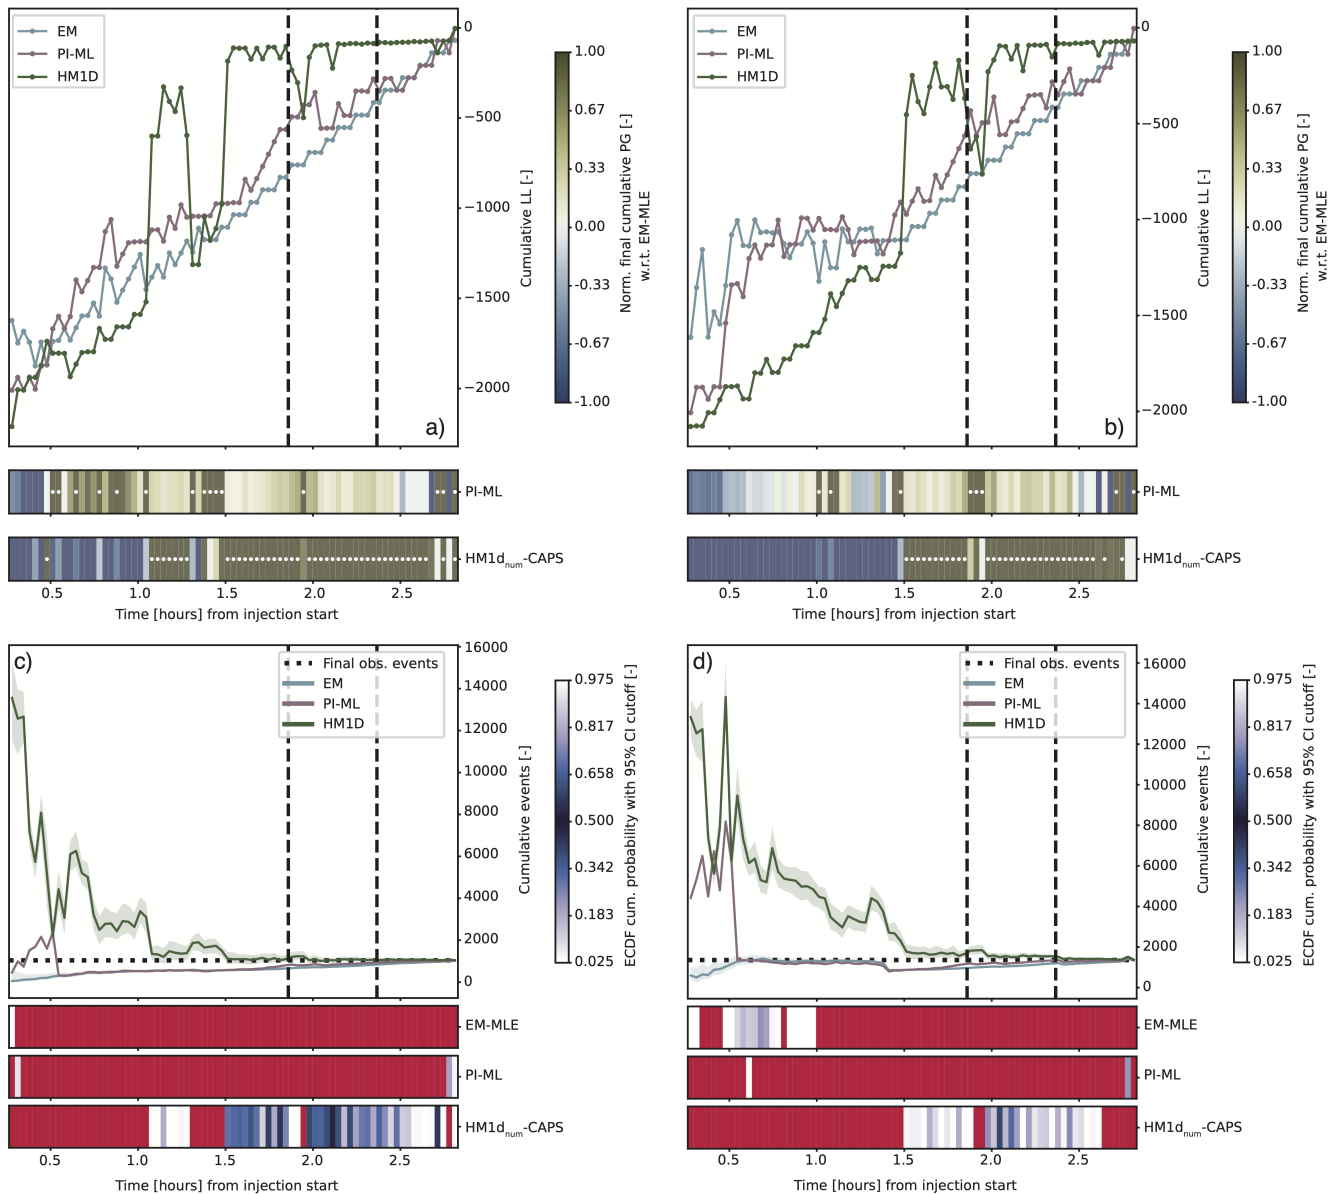 EM
PI-ML
HM1D
0
−500
−1000
−1500
−2000
Cumulative LL [-]
a)
1.00
0.67
0.33
0.00
-0.33
-0.67
-1.00
Norm. final cumulative PG [-]
w.r.t. EM-MLE
PI-ML
HM1dnum-CAPS
0.5
1.0
1.5
2.0
2.5
Time [hours] from injection start
EM
PI-ML
HM1D
0
−500
−1000
−1500
−2000
Cumulative LL [-]
b)
1.00
0.67
0.33
0.00
-0.33
-0.67
-1.00
Norm. final cumulative PG [-]
w.r.t. EM-MLE
PI-ML
HM1dnum-CAPS
0.5
1.0
1.5
2.0
2.5
Time [hours] from injection start
c)
Final obs. events
EM
PI-ML
HM1D
16000
14000
12000
10000
8000
6000
4000
2000
0
Cumulative events [-]
0.975
0.817
0.658
0.500
0.342
0.183
0.025
ECDF cum. probability with 95% CI cutoff [-]
EM-MLE
PI-ML
HM1dnum-CAPS
0.5
1.0
1.5
2.0
2.5
Time [hours] from injection start
d)
Final obs. events
EM
PI-ML
HM1D
16000
14000
12000
10000
8000
6000
4000
2000
0
Cumulative events [-]
0.975
0.817
0.658
0.500
0.342
0.183
0.025
ECDF cum. probability with 95% CI cutoff [-]
EM-MLE
PI-ML
HM1dnum-CAPS
0.5
1.0
1.5
2.0
2.5
Time [hours] from injection start